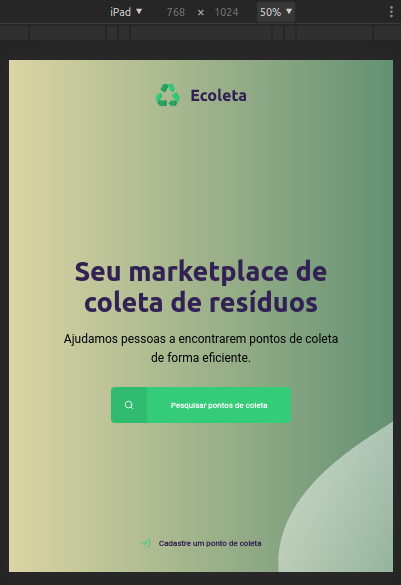 iPad ▼ 768 × 1024 50% ▼
Ecoleta
Seu marketplace de
coleta de resíduos
Ajudamos pessoas a encontrarem pontos de coleta
de forma eficiente.
Pesquisar pontos de coleta
Cadastre um ponto de coleta